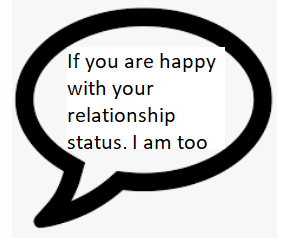 If you are happy
with your
relationship
status. I am too